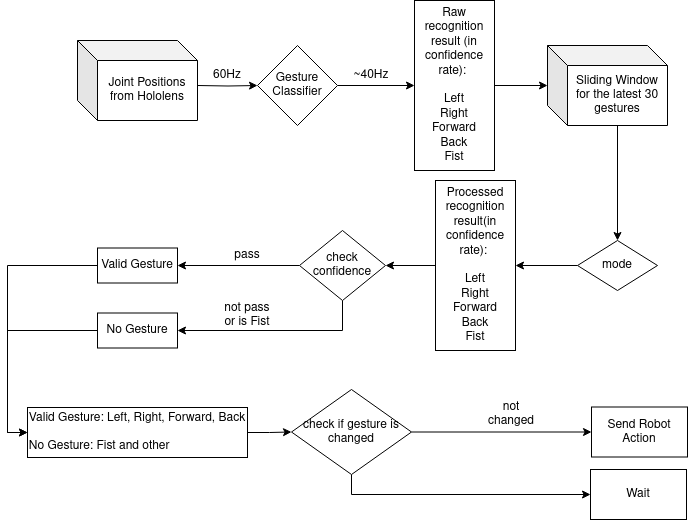 Raw
recognition
result (in
confidence
rate):
Left
Right
Forward
Back
Fist
Joint Positions
from Hololens
60Hz
Gesture
Classifier
~40Hz
Sliding Window
for the latest 30
gestures
Processed
recognition
result(in
confidence
rate):
Left
Right
Forward
Back
Fist
mode
check
confidence
pass
Valid Gesture
not pass
or is Fist
No Gesture
Valid Gesture: Left, Right, Forward, Back
No Gesture: Fist and other
check if gesture is
changed
not
changed
Send Robot
Action
Wait